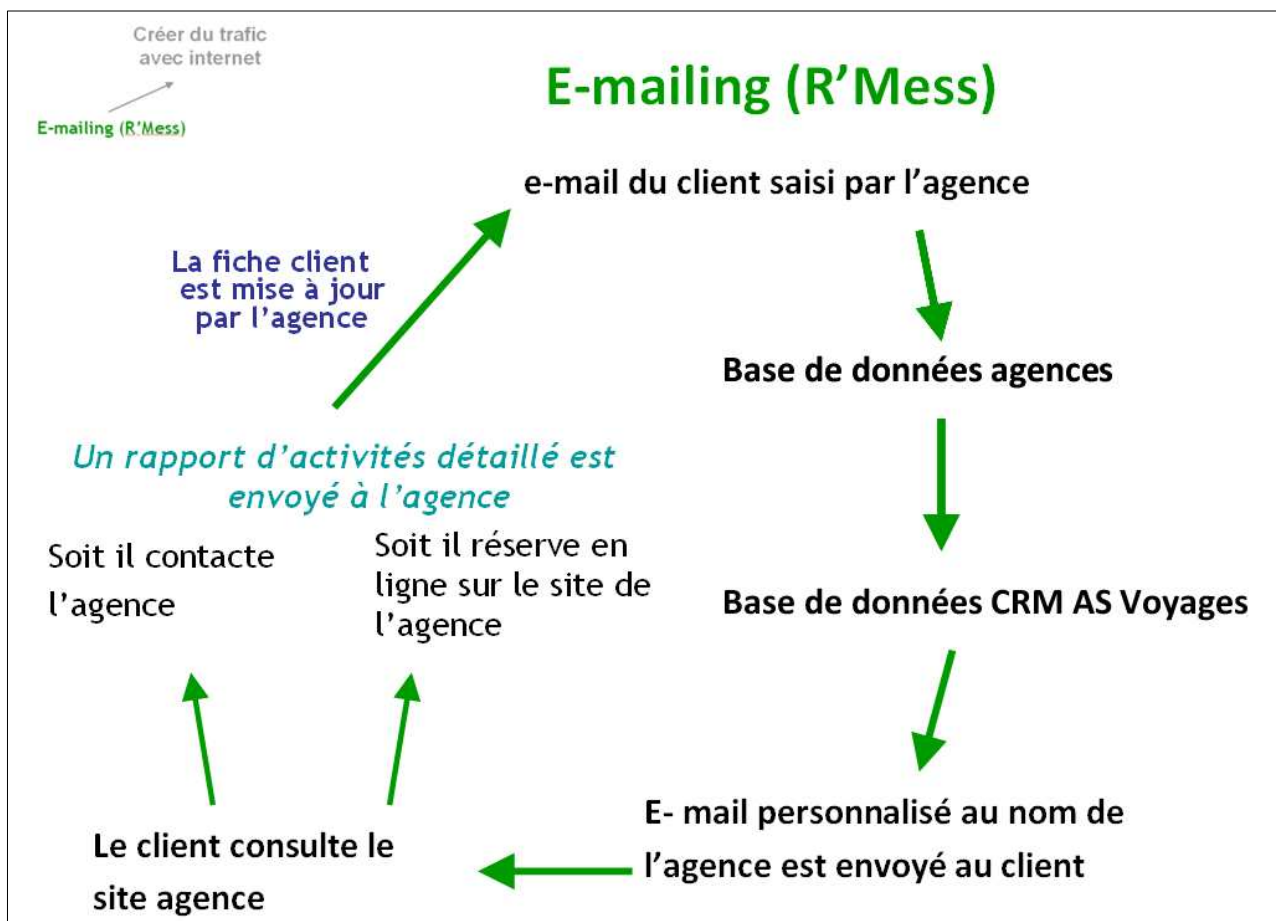 Créer du trafic
avec internet
E-mailing (R’Mess)
E-mailing (R’Mess)
e-mail du client saisi par l’agence
La fiche client
est mise à jour
par l’agence
Base de données agences
Un rapport d’activités détaillé est
envoyé à l’agence
Soit il contacte
l’agence
Soit il réserve en
ligne sur le site de
l’agence
Base de données CRM AS Voyages
E- mail personnalisé au nom de
l’agence est envoyé au client
Le client consulte le
site agence